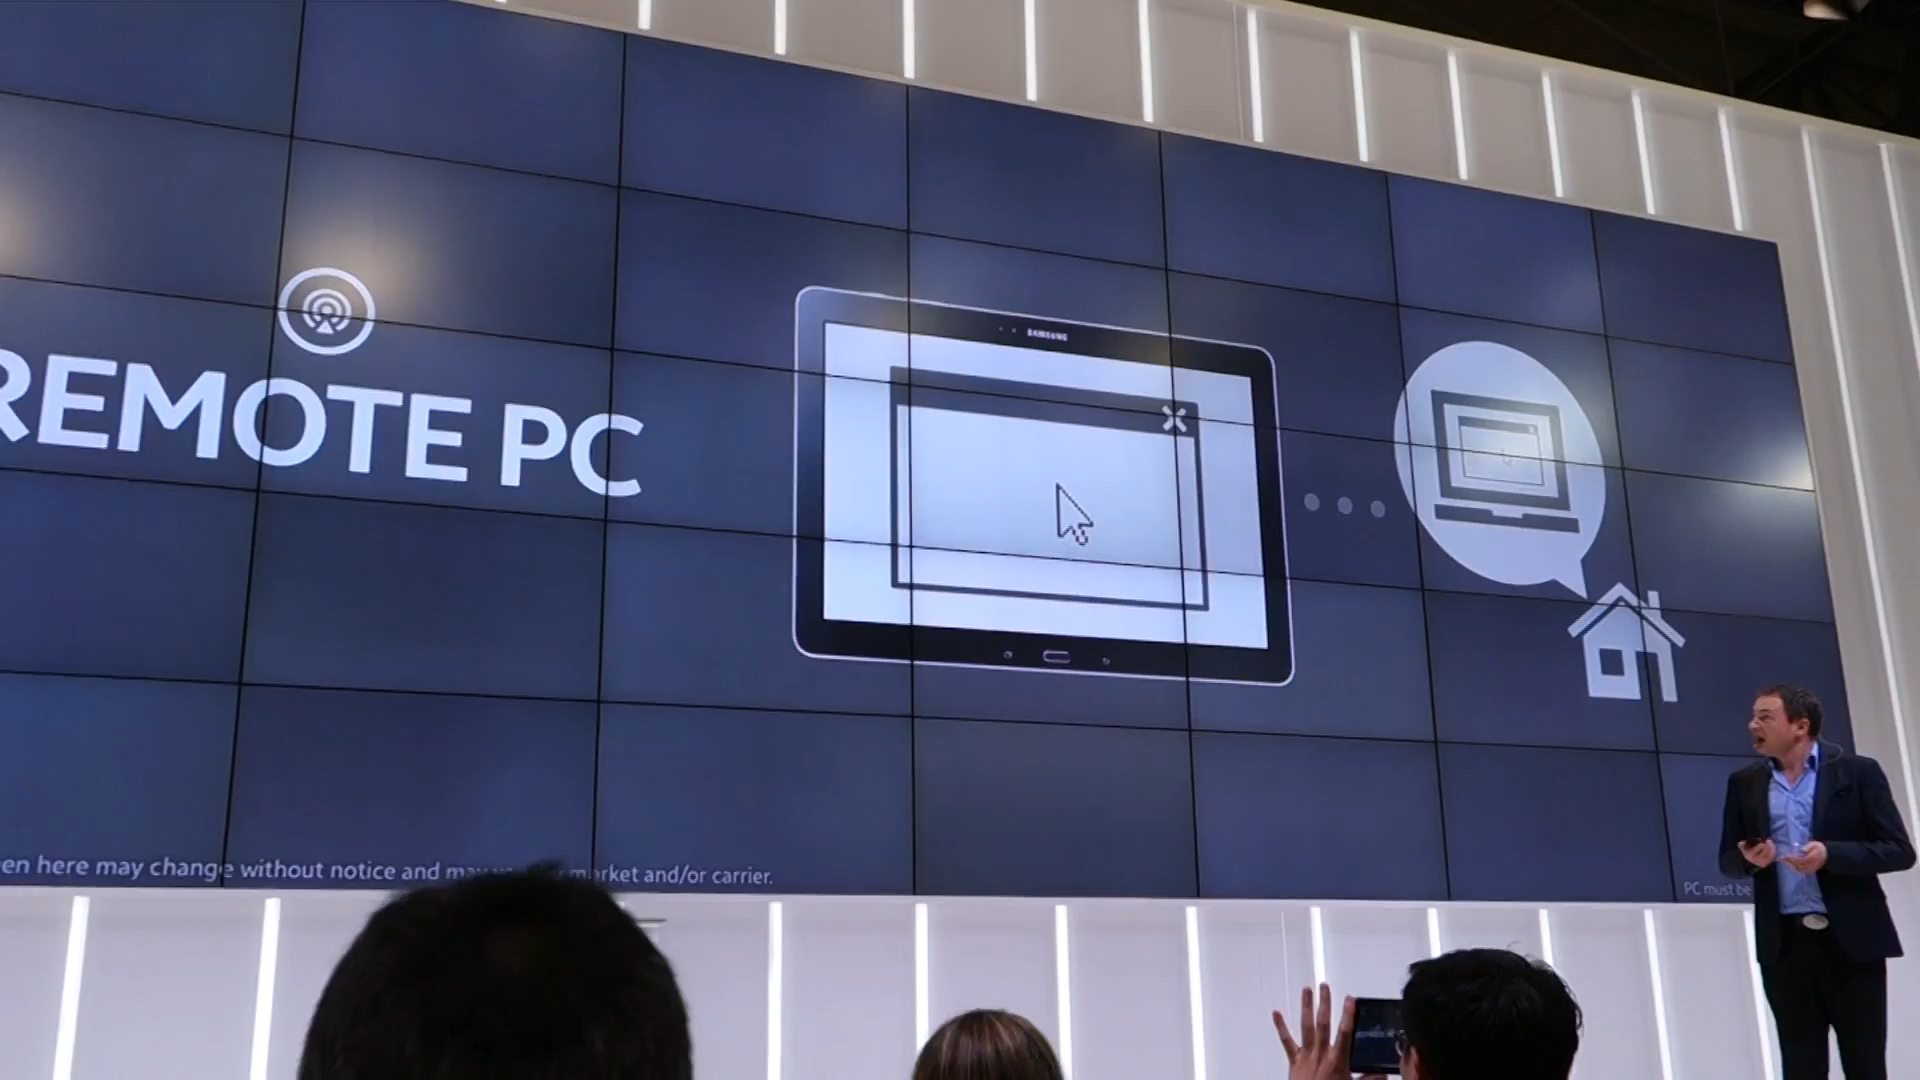 SAMSUNG
REMOTE PC
en here may change without notice and may market and/or carrier.
PC must be